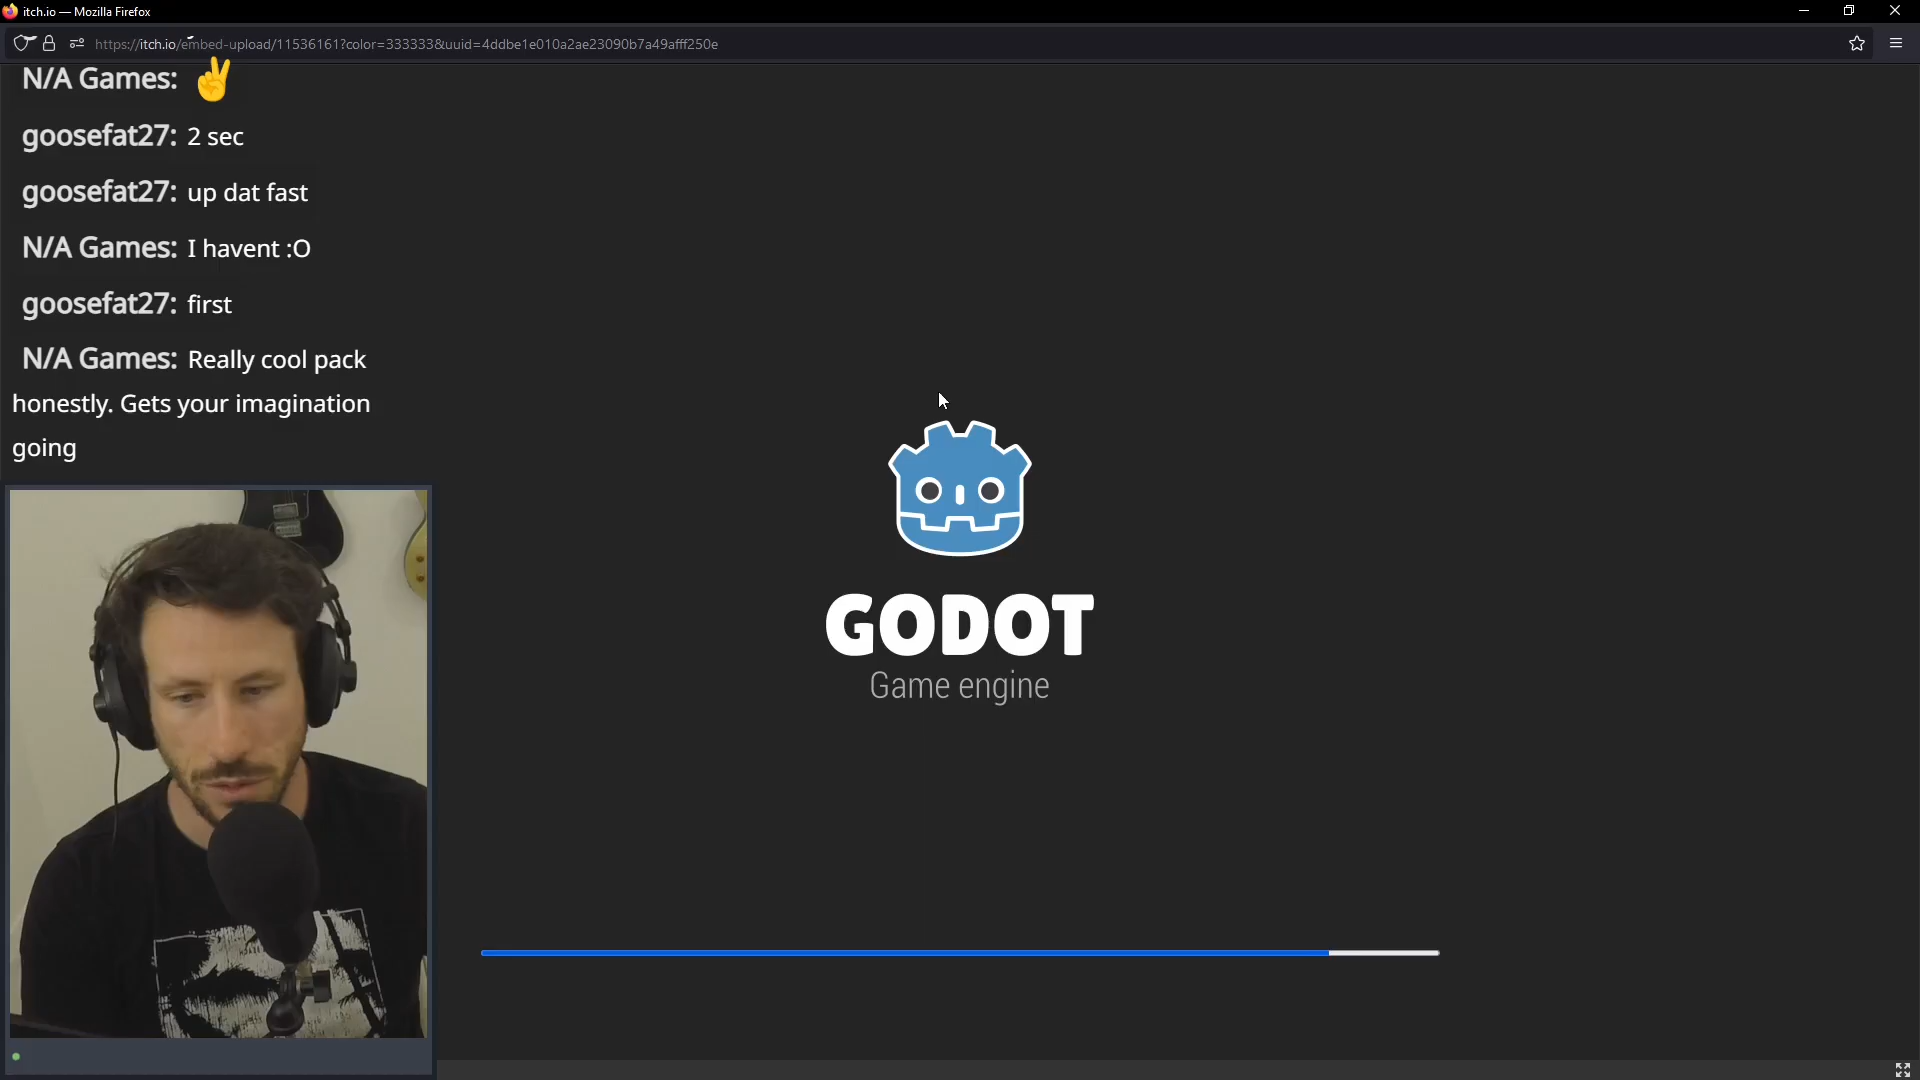 itch.io — Mozilla Firefox
https://itch.io/embed-upload/11536161?color=333333&uuid=4ddbe1e010a2ae23090b7a49afff250e
N/A Games: ✌
goosefat27: 2 sec
goosefat27: up dat fast
N/A Games: I havent :O
goosefat27: first
N/A Games: Really cool pack
honestly. Gets your imagination
going
GODOT
Game engine